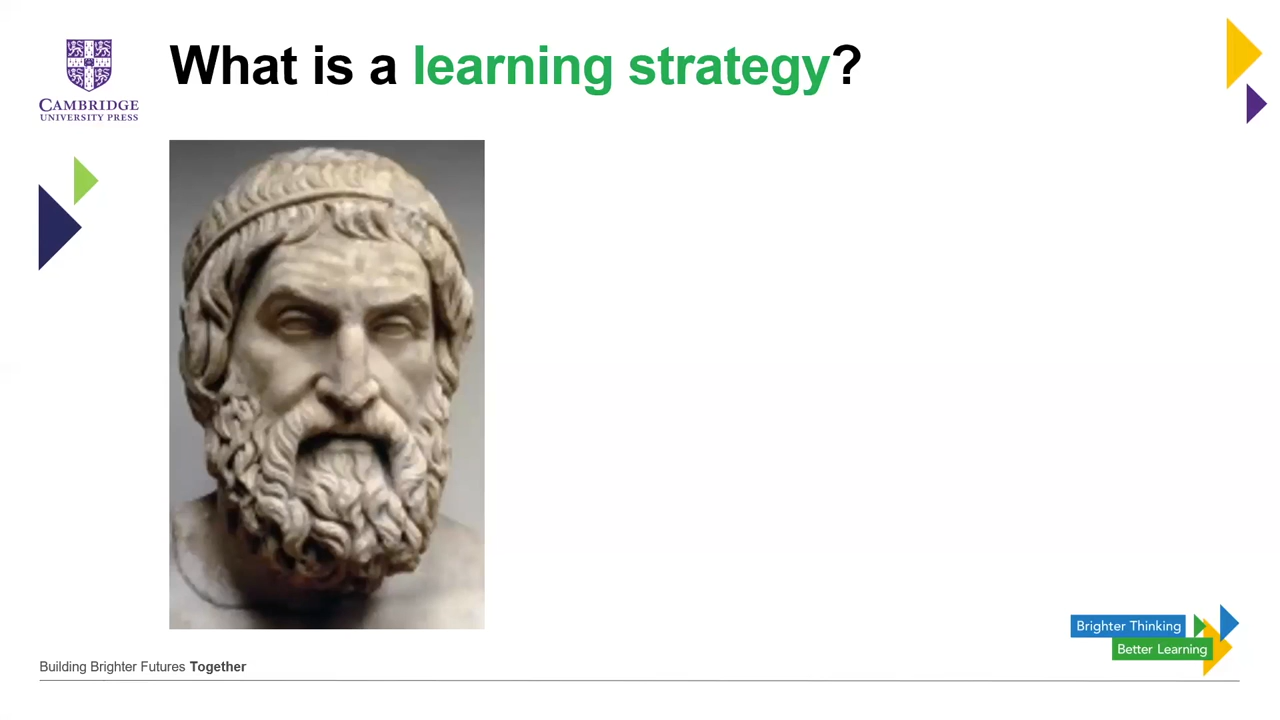 What is a learning strategy?
CAMBRIDGE
UNIVERSITY PRESS
Brighter Thinking
Better Learning
Building Brighter Futures Together